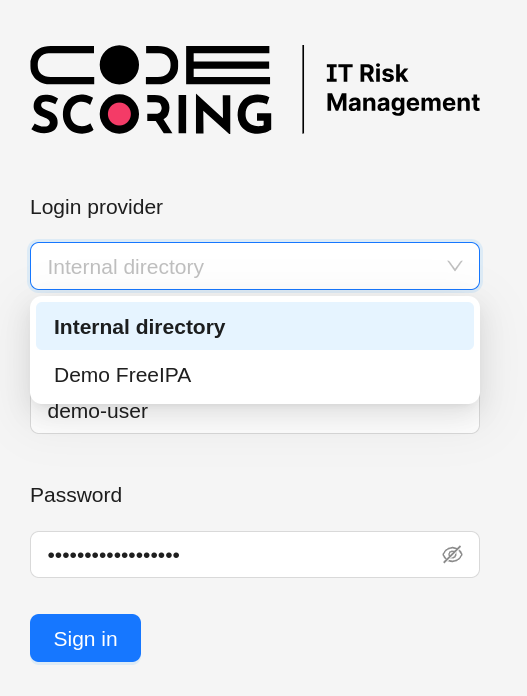 CODE
SCORING
IT Risk
Management
Login provider
Internal directory
Internal directory
Demo FreeIPA
demo-user
Password
••••••••••••••••••
Sign in